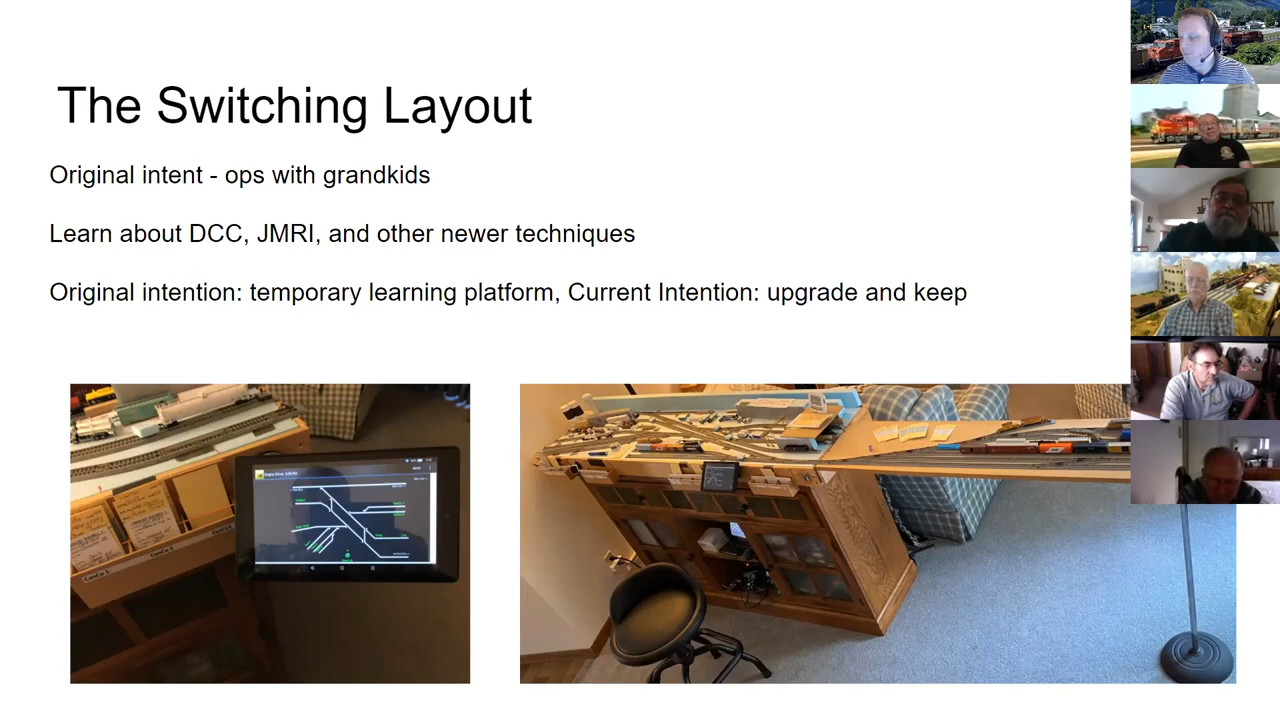 The Switching Layout
Original intent - ops with grandkids
Learn about DCC, JMRI, and other newer techniques
Original intention: temporary learning platform, Current Intention: upgrade and keep